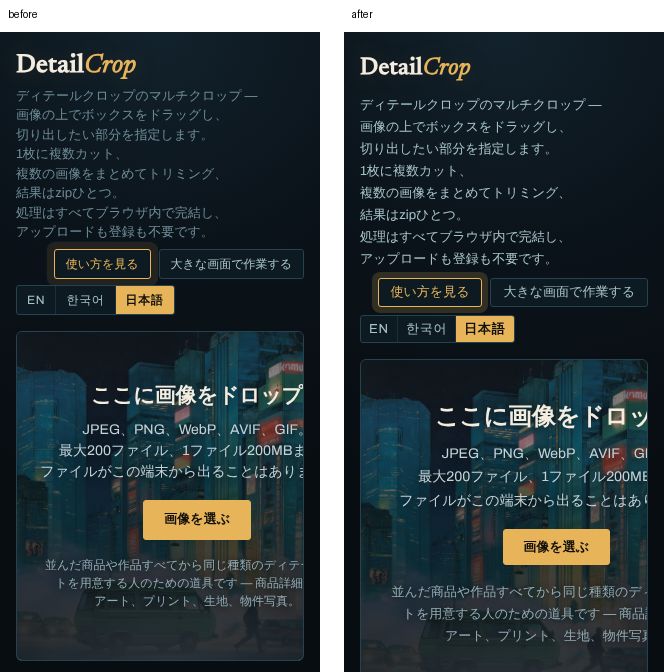 before
DetailCrop
ディテールクロップのマルチクロップ —
画像の上でボックスをドラッグし、
切り出したい部分を指定します。
1枚に複数カット、
複数の画像をまとめてトリミング、
結果はzipひとつ。
処理はすべてブラウザ内で完結し、
アップロードも登録も不要です。
使い方を見る
大きな画面で作業する
EN 한국어 日本語
ここに画像をドロップ
JPEG、PNG、WebP、AVIF、GIF。
最大200ファイル、1ファイル200MBま
ファイルがこの端末から出ることはありま
画像を選ぶ
並んだ商品や作品すべてから同じ種類のディテー
トを用意する人のための道具です — 商品詳細
アート、プリント、生地、物件写真。
after
DetailCrop
ディテールクロップのマルチクロップ —
画像の上でボックスをドラッグし、
切り出したい部分を指定します。
1枚に複数カット、
複数の画像をまとめてトリミング、
結果はzipひとつ。
処理はすべてブラウザ内で完結し、
アップロードも登録も不要です。
使い方を見る
大きな画面で作業する
EN 한국어 日本語
ここに画像をドロッ
JPEG、PNG、WebP、AVIF、GI
最大200ファイル、1ファイル200MB
ファイルがこの端末から出ることはあり
画像を選ぶ
並んだ商品や作品すべてから同じ種類のディ
トを用意する人のための道具です — 商品
アート、プリント、生地、物件写真